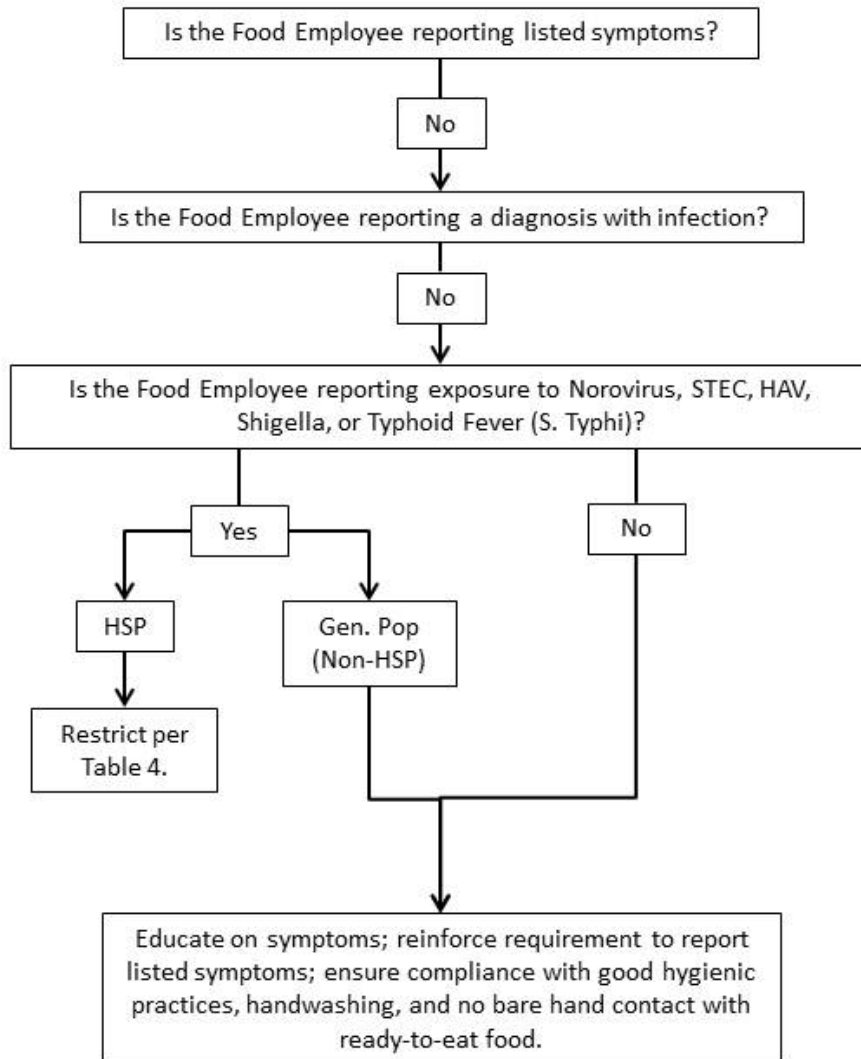 Is the Food Employee reporting listed symptoms?
No
Is the Food Employee reporting a diagnosis with infection?
No
Is the Food Employee reporting exposure to Norovirus, STEC, HAV,
Shigella, or Typhoid Fever (S. Typhi)?
Yes
No
HSP
Gen. Pop
(Non-HSP)
Restrict per
Table 4.
Educate on symptoms; reinforce requirement to report
listed symptoms; ensure compliance with good hygienic
practices, handwashing, and no bare hand contact with
ready-to-eat food.